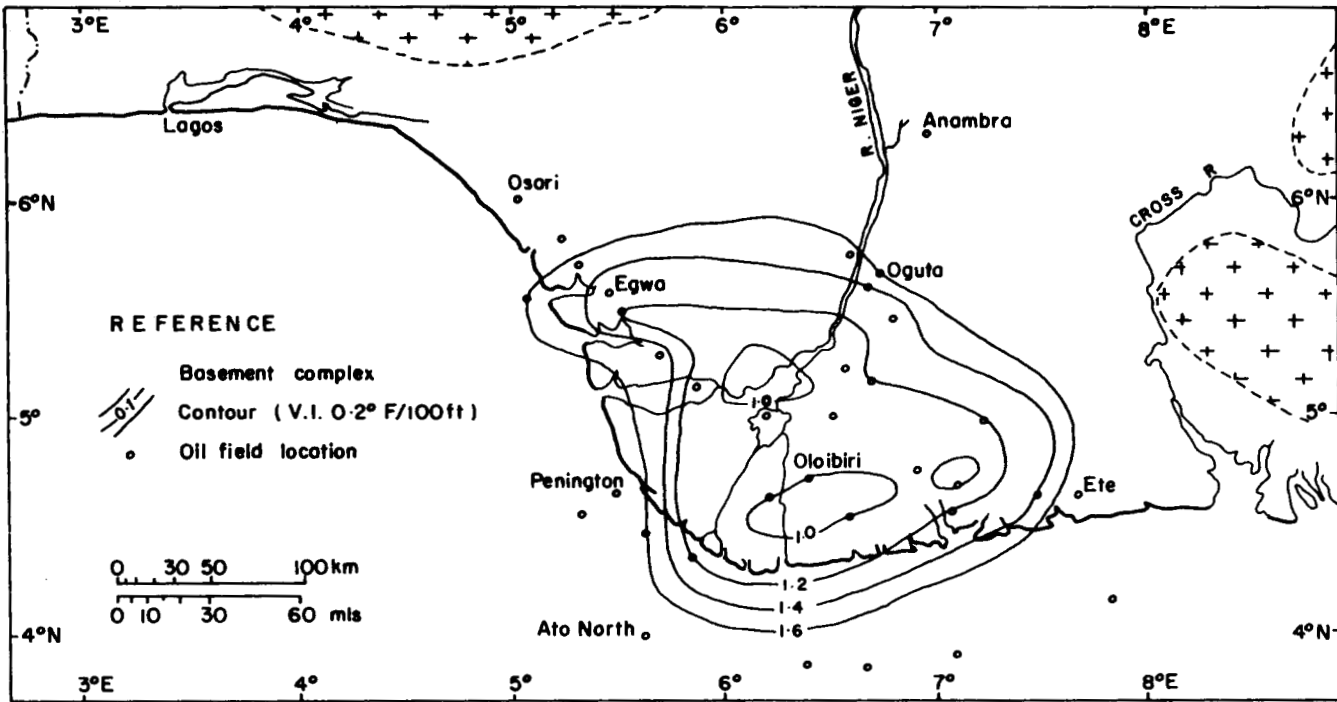 3°E 4° 5° 6° 7° 8°E
Lagos
R. NIGER
Anambra
Osori
6°N
CROSS R
6°N
Oguta
Egwa
REFERENCE
Basement complex
0·1 Contour (V.I. 0·2° F/100ft)
Oil field location
5°
1.0
5°
Oloibiri
Penington
Ete
1.0
0 30 50 100km
0 10 30 60 mls
1.2
1.4
1.6
Ato North
4°N
4°N
3°E 4° 5° 6° 7° 8°E